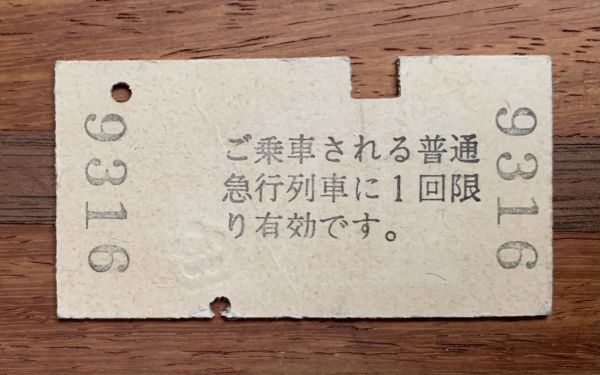 9316
ご乗車される普通
急行列車に1回限
り有効です。
9316